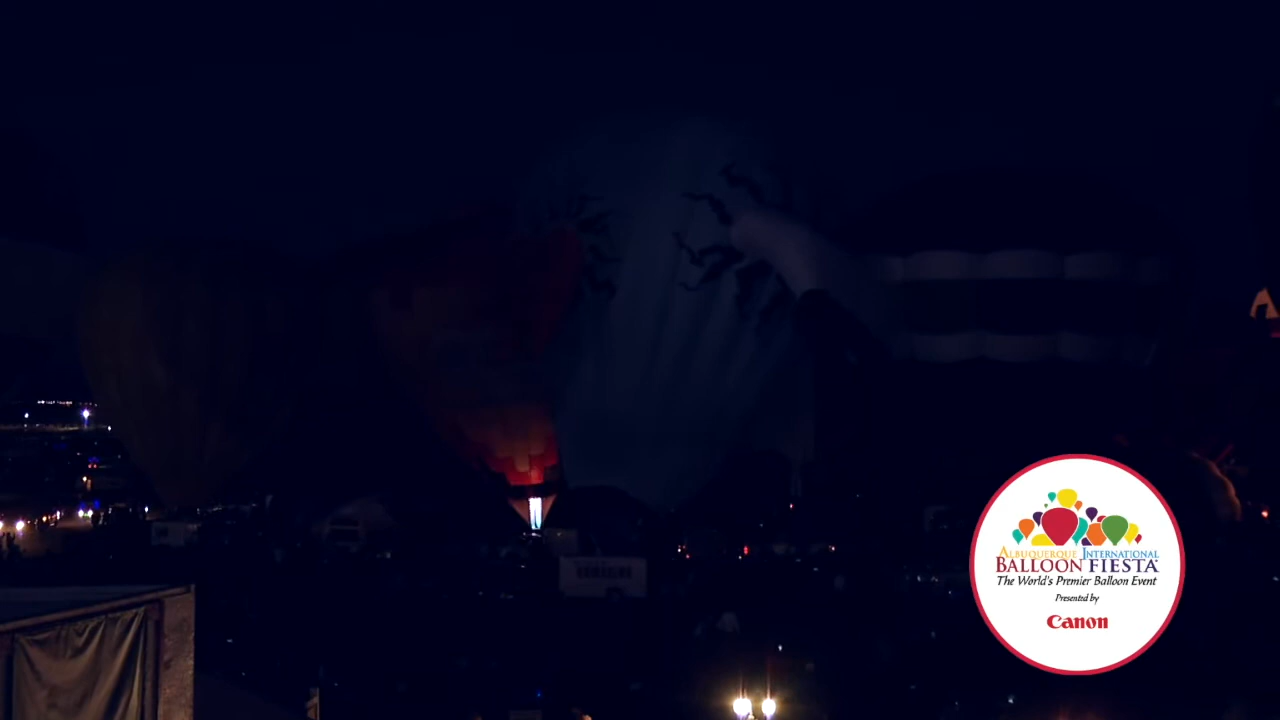 ALBUQUERQUE INTERNATIONAL
BALLOON FIESTA
The World's Premier Balloon Event
Presented by
Canon